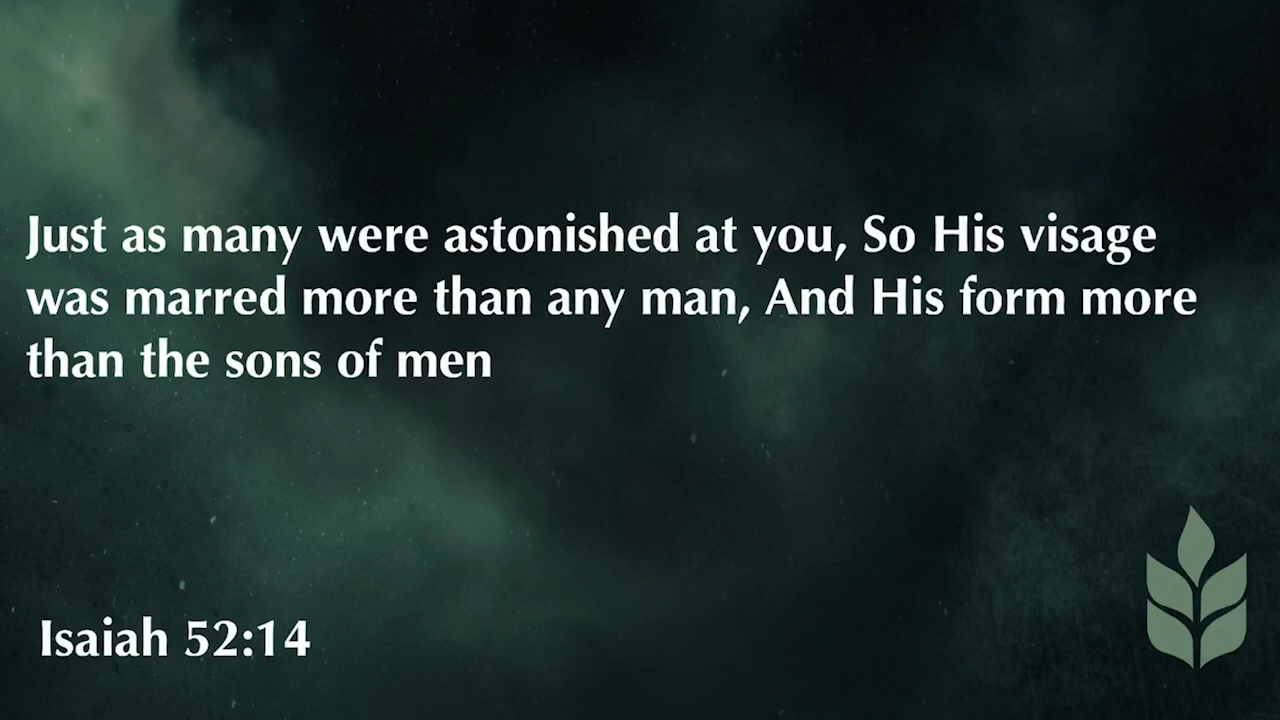 Just as many were astonished at you, So His visage
was marred more than any man, And His form more
than the sons of men
Isaiah 52:14